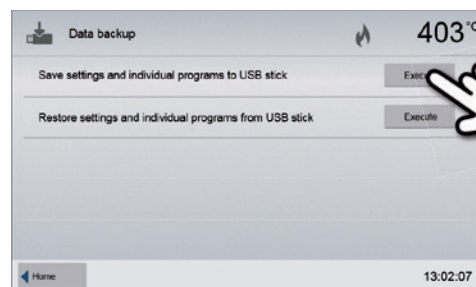 Data backup
403 °C
Save settings and individual programs to USB stick
Restore settings and individual programs from USB stick
Execute
Home
13:02:07